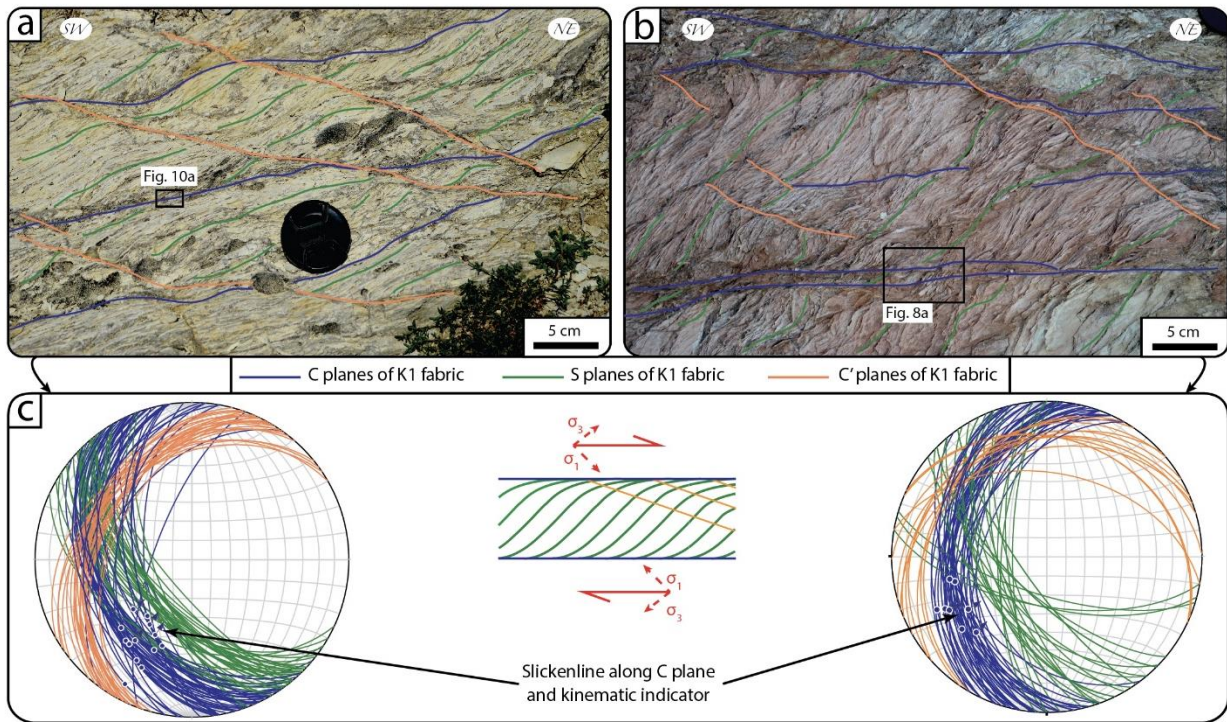 a
SW
NE
Fig. 10a
5 cm
b
SW
NE
Fig. 8a
5 cm
C planes of K1 fabric
S planes of K1 fabric
C' planes of K1 fabric
c
σ3
σ1
σ1
σ3
Slickenline along C plane
and kinematic indicator